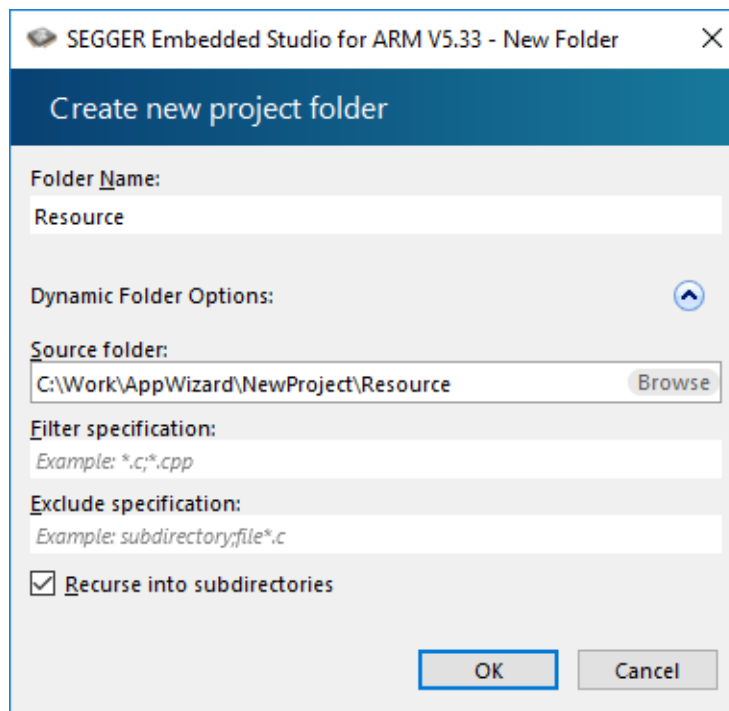 SEGGER Embedded Studio for ARM V5.33 - New Folder
Create new project folder
Folder Name:
Resource
Dynamic Folder Options:
Source folder:
C:\Work\AppWizard\NewProject\Resource Browse
Filter specification:
Example: *.c;*.cpp
Exclude specification:
Example: subdirectory;file*.c
Recurse into subdirectories
OK Cancel